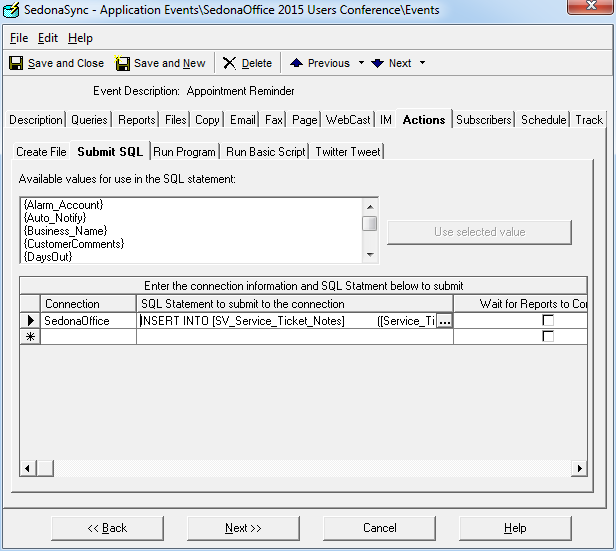 SedonaSync - Application Events\SedonaOffice 2015 Users Conference\Events
File Edit Help
Save and Close Save and New Delete Previous Next
Event Description: Appointment Reminder
Description Queries Reports Files Copy Email Fax Page WebCast IM Actions Subscribers Schedule Track
Create File Submit SQL Run Program Run Basic Script Twitter Tweet
Available values for use in the SQL statement:
{Alarm_Account}
{Auto_Notify}
{Business_Name}
{CustomerComments}
{DaysOut}
Use selected value
Enter the connection information and SQL Statment below to submit
Connection SQL Statement to submit to the connection Wait for Reports to Co
SedonaOffice INSERT INTO [SV_Service_Ticket_Notes] ([Service_Ti ...
<< Back Next >> Cancel Help